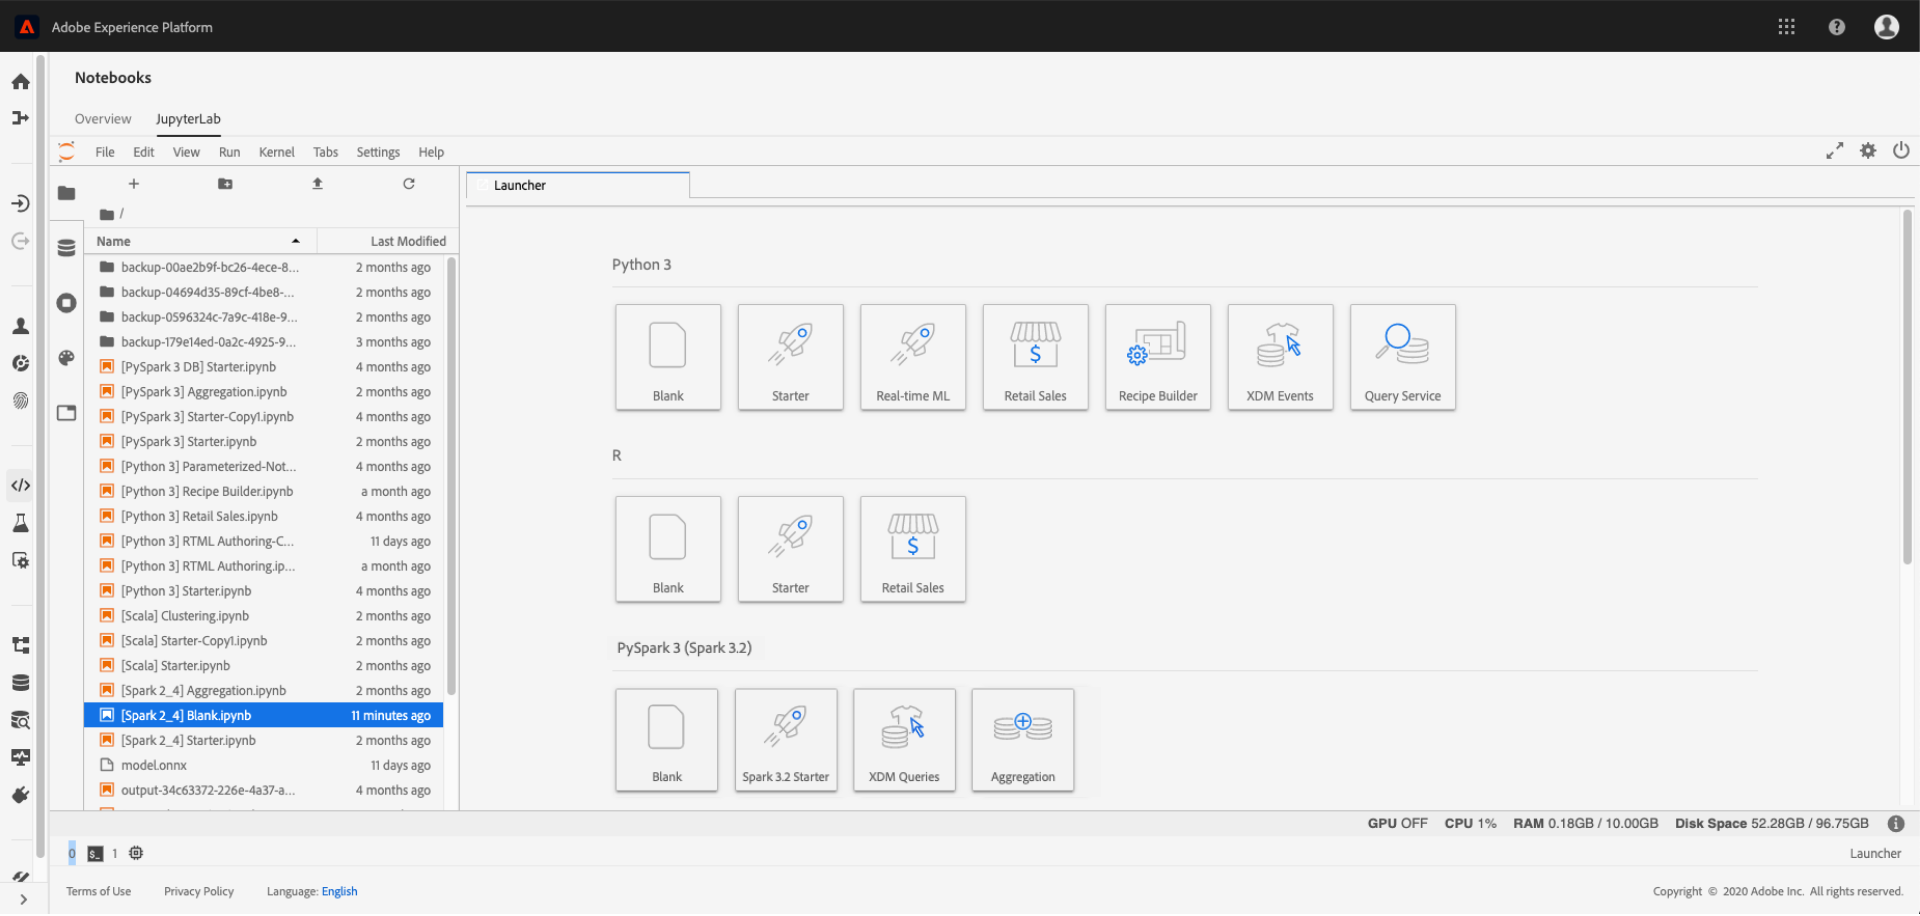 Adobe Experience Platform
Notebooks
Overview JupyterLab
File Edit View Run Kernel Tabs Settings Help
/
Name Last Modified
backup-00ae2b9f-bc26-4ece-8... 2 months ago
backup-04694d35-89cf-4be8-... 2 months ago
backup-0596324c-7a9c-418e-9... 2 months ago
backup-179e14ed-0a2c-4925-9... 3 months ago
[PySpark 3 DB] Starter.ipynb 4 months ago
[PySpark 3] Aggregation.ipynb 2 months ago
[PySpark 3] Starter-Copy1.ipynb 4 months ago
[PySpark 3] Starter.ipynb 2 months ago
[Python 3] Parameterized-Not... 4 months ago
[Python 3] Recipe Builder.ipynb a month ago
[Python 3] Retail Sales.ipynb 4 months ago
[Python 3] RTML Authoring-C... 11 days ago
[Python 3] RTML Authoring.ip... a month ago
[Python 3] Starter.ipynb 4 months ago
[Scala] Clustering.ipynb 2 months ago
[Scala] Starter-Copy1.ipynb 2 months ago
[Scala] Starter.ipynb 2 months ago
[Spark 2_4] Aggregation.ipynb 2 months ago
[Spark 2_4] Blank.ipynb 11 minutes ago
[Spark 2_4] Starter.ipynb 2 months ago
model.onnx 11 days ago
output-34c63372-226e-4a37-a... 4 months ago
Launcher
Python 3
Blank Starter Real-time ML Retail Sales Recipe Builder XDM Events Query Service
R
Blank Starter Retail Sales
PySpark 3 (Spark 3.2)
Blank Spark 3.2 Starter XDM Queries Aggregation
GPU OFF CPU 1% RAM 0.18GB / 10.00GB Disk Space 52.28GB / 96.75GB
0 $_ 1 Launcher
Terms of Use Privacy Policy Language: English Copyright © 2020 Adobe Inc. All rights reserved.